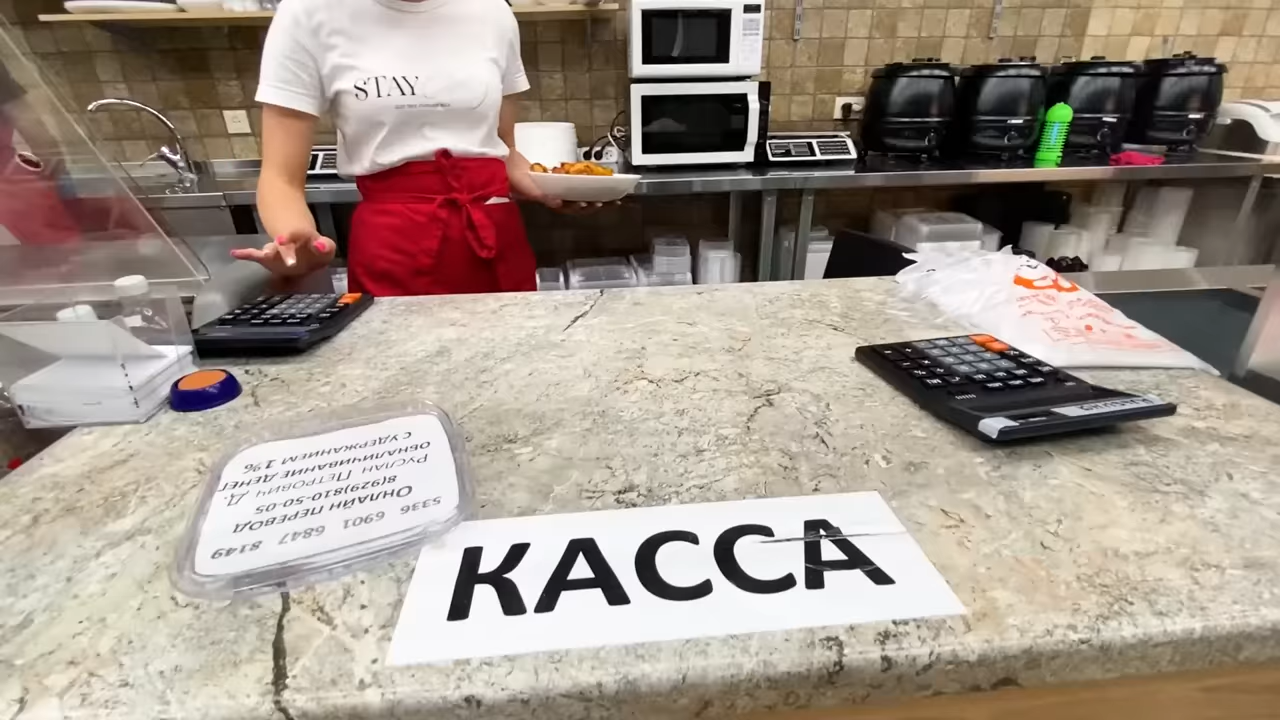 STAY
5336 6901 6847 8149
ОНЛАЙН ПЕРЕВОД
8(929)810-50-05
РУСЛАН ПЕТРОВИЧ Д.
ОБНАЛИЧИВАНИЕ ДЕНЕГ
С УДЕРЖАНИЕМ 1%
КАССА